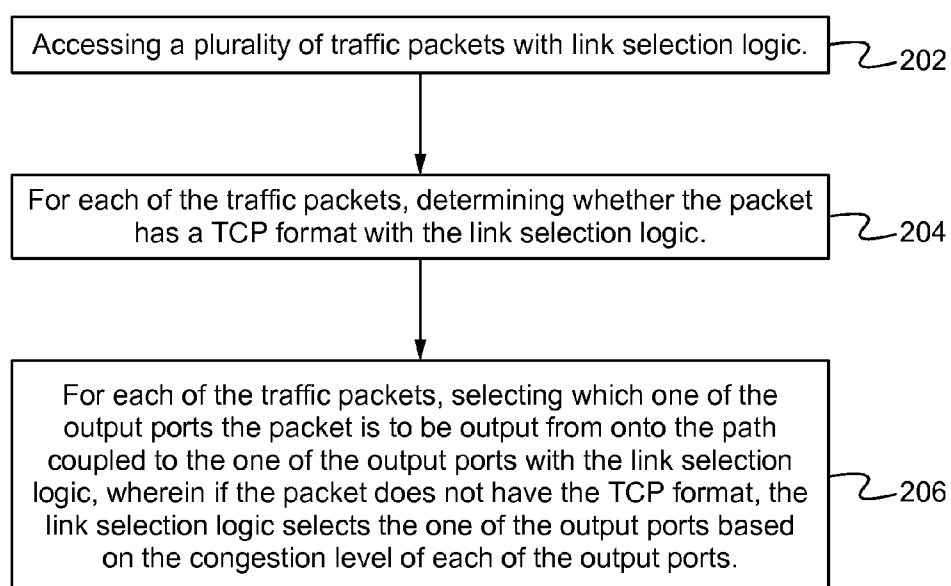 Accessing a plurality of traffic packets with link selection logic.
202
For each of the traffic packets, determining whether the packet
has a TCP format with the link selection logic.
204
For each of the traffic packets, selecting which one of the
output ports the packet is to be output from onto the path
coupled to the one of the output ports with the link selection
logic, wherein if the packet does not have the TCP format, the
link selection logic selects the one of the output ports based
on the congestion level of each of the output ports.
206